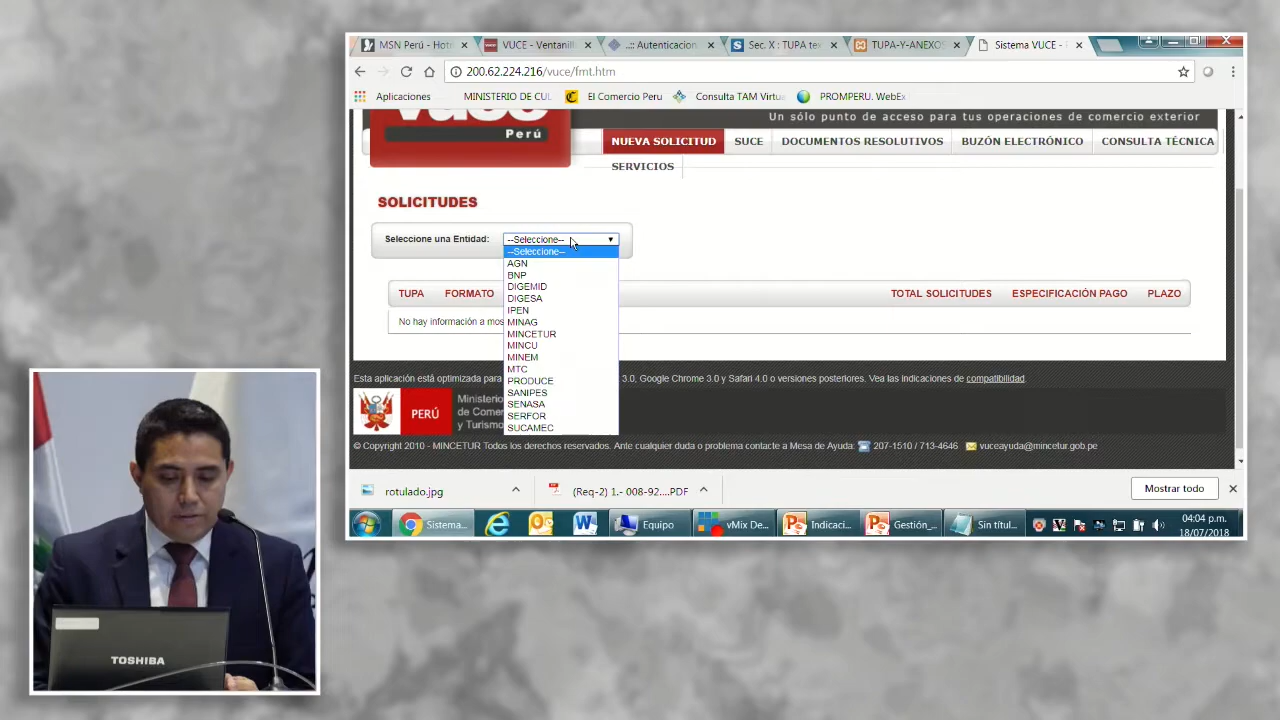 MSN Perú - Hotm
VUCE - Ventanil
..:: Autenticacion
Sec. X : TUPA te
TUPA-Y-ANEXO
Sistema VUCE -
200.62.224.216/vuce/fmt.htm
Aplicaciones
MINISTERIO DE CUL
El Comercio Peru
Consulta TAM Virtua
PROMPERU. WebEx
vuce
Perú
Un sólo punto de acceso para tus operaciones de comercio exterior
NUEVA SOLICITUD
SUCE
DOCUMENTOS RESOLUTIVOS
BUZÓN ELECTRÓNICO
CONSULTA TÉCNICA
SERVICIOS
SOLICITUDES
Seleccione una Entidad:
--Seleccione--
--Seleccione--
AGN
BNP
DIGEMID
DIGESA
IPEN
MINAG
MINCETUR
MINCU
MINEM
MTC
PRODUCE
SANIPES
SENASA
SERFOR
SUCAMEC
TUPA
FORMATO
TOTAL SOLICITUDES
ESPECIFICACIÓN PAGO
PLAZO
No hay información a mos
Esta aplicación está optimizada para
3.0, Google Chrome 3.0 y Safari 4.0 o versiones posteriores. Vea las indicaciones de compatibilidad.
PERÚ
Ministerio
de Comer
y Turismo
© Copyright 2010 - MINCETUR Todos los derechos reservados. Ante cualquier duda o problema contacte a Mesa de Ayuda: 207-1510 / 713-4646 vuceayuda@mincetur.gob.pe
rotulado.jpg
(Req-2) 1.- 008-92....PDF
Mostrar todo
Sistema...
Equipo
vMix De...
Indicaci...
Gestión_...
Sin títul...
04:04 p.m.
18/07/2018
TOSHIBA